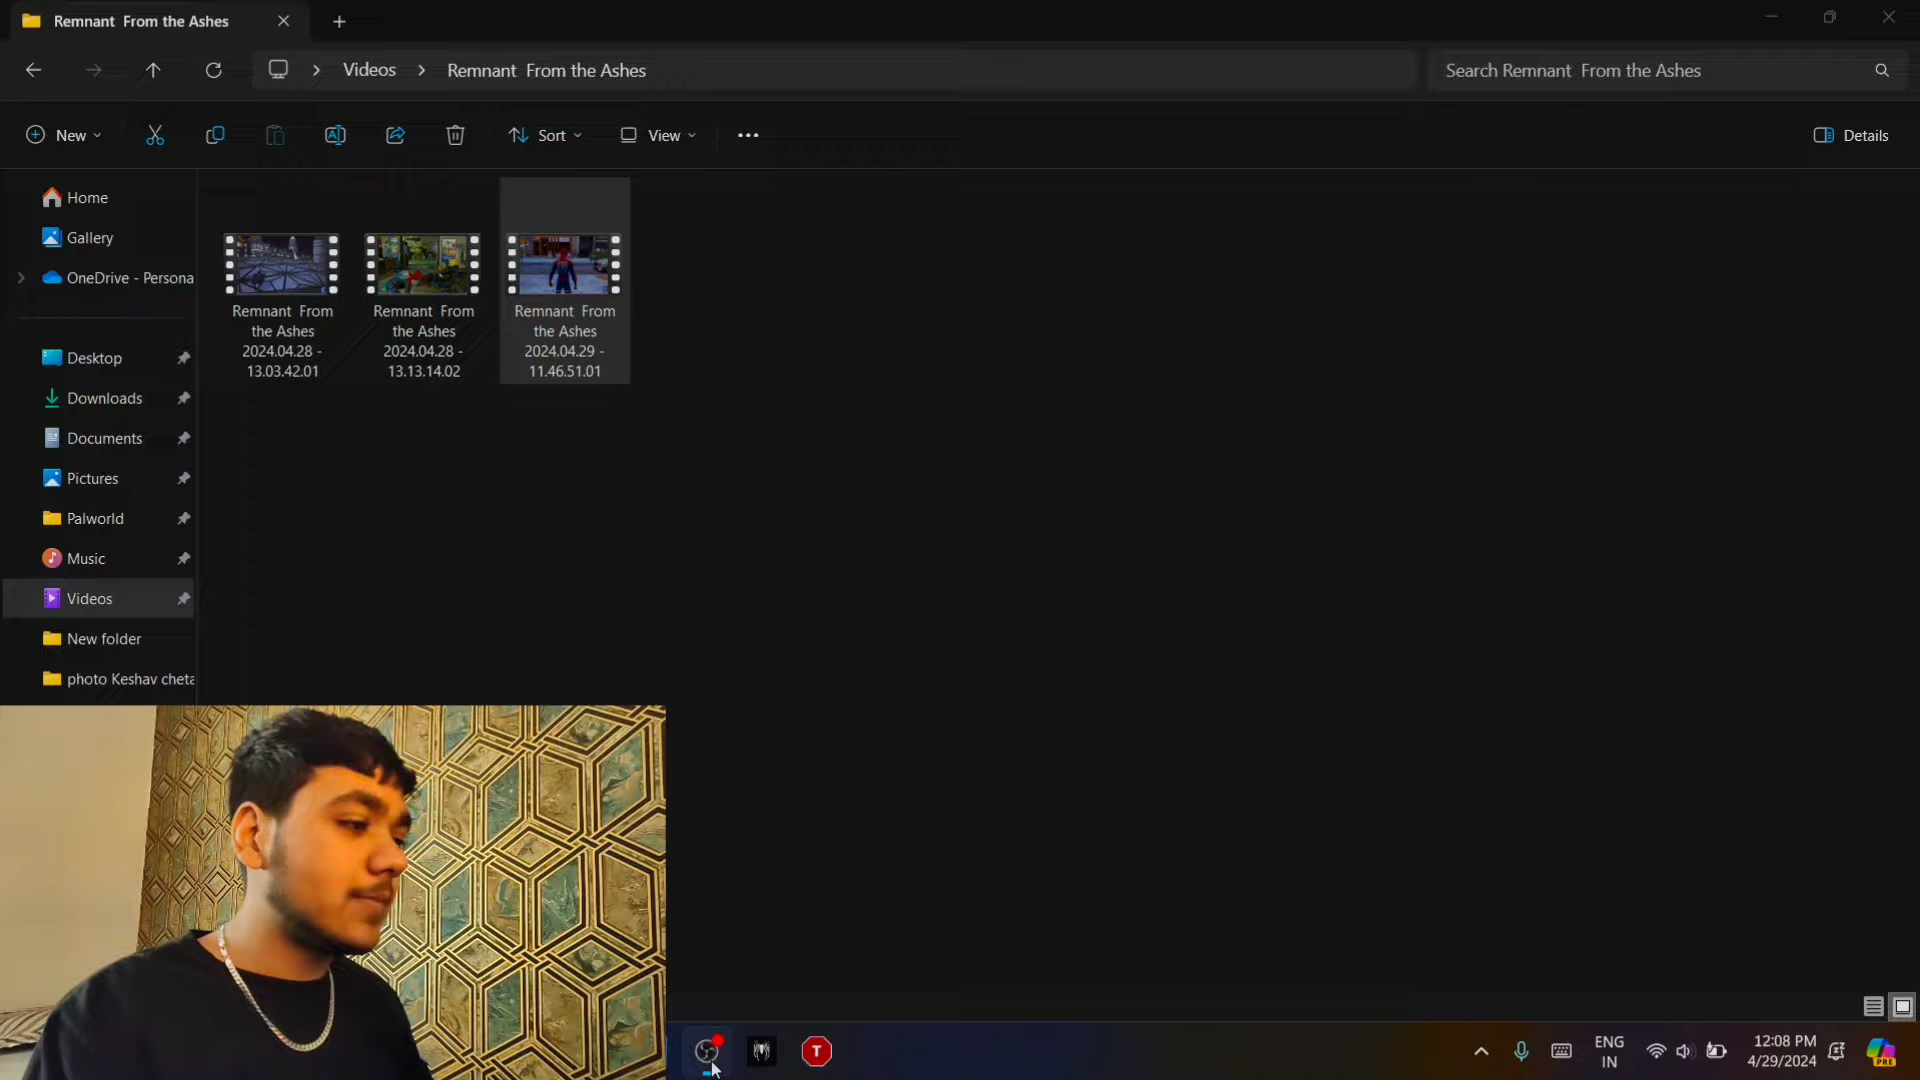 Remnant From the Ashes
Videos
Remnant From the Ashes
Search Remnant From the Ashes
New
Sort
View
Details
Home
Gallery
OneDrive - Persona
Desktop
Downloads
Documents
Pictures
Palworld
Music
Videos
New folder
photo Keshav cheta
Remnant From
the Ashes
2024.04.28 -
13.03.42.01
Remnant From
the Ashes
2024.04.28 -
13.13.14.02
Remnant From
the Ashes
2024.04.29 -
11.46.51.01
T
ENG
IN
12:08 PM
4/29/2024
PRE